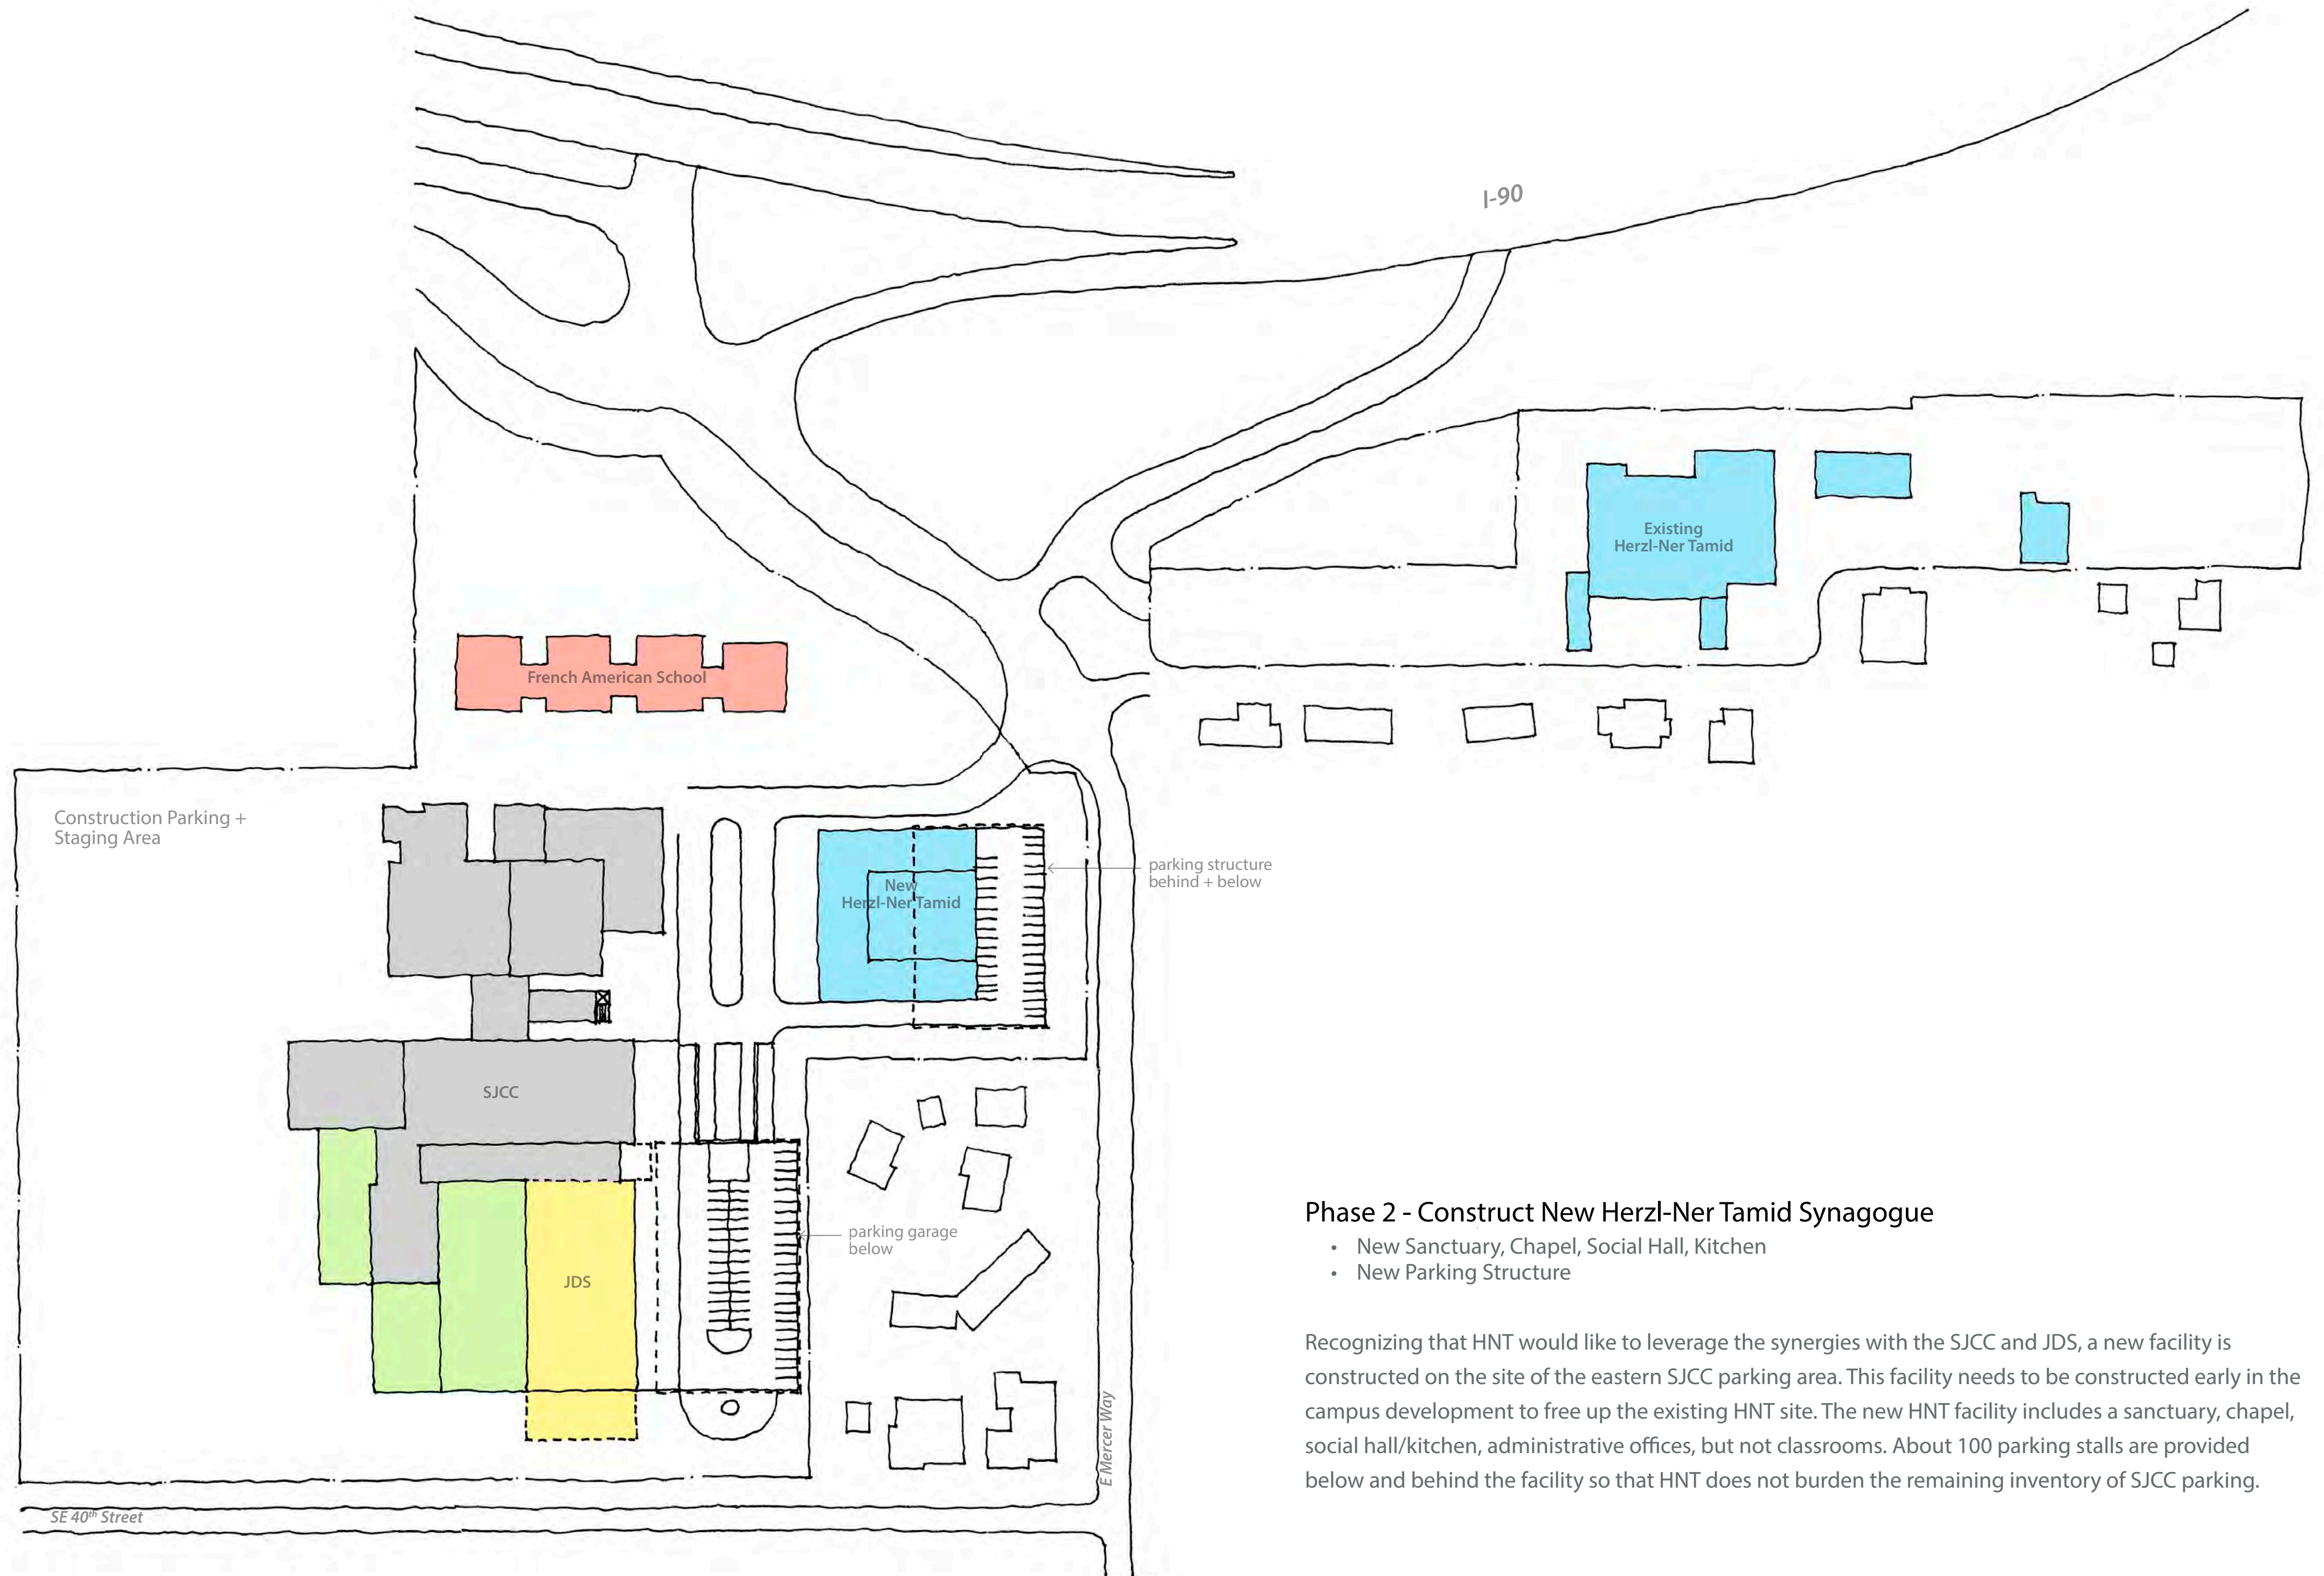 I-90
Existing
Herzl-Ner Tamid
French American School
Construction Parking +
Staging Area
New
Herzl-Ner Tamid
parking structure
behind + below
SJCC
parking garage
below
JDS
E Mercer Way
SE 40th Street
Phase 2 - Construct New Herzl-Ner Tamid Synagogue
• New Sanctuary, Chapel, Social Hall, Kitchen
• New Parking Structure
Recognizing that HNT would like to leverage the synergies with the SJCC and JDS, a new facility is
constructed on the site of the eastern SJCC parking area. This facility needs to be constructed early in the
campus development to free up the existing HNT site. The new HNT facility includes a sanctuary, chapel,
social hall/kitchen, administrative offices, but not classrooms. About 100 parking stalls are provided
below and behind the facility so that HNT does not burden the remaining inventory of SJCC parking.